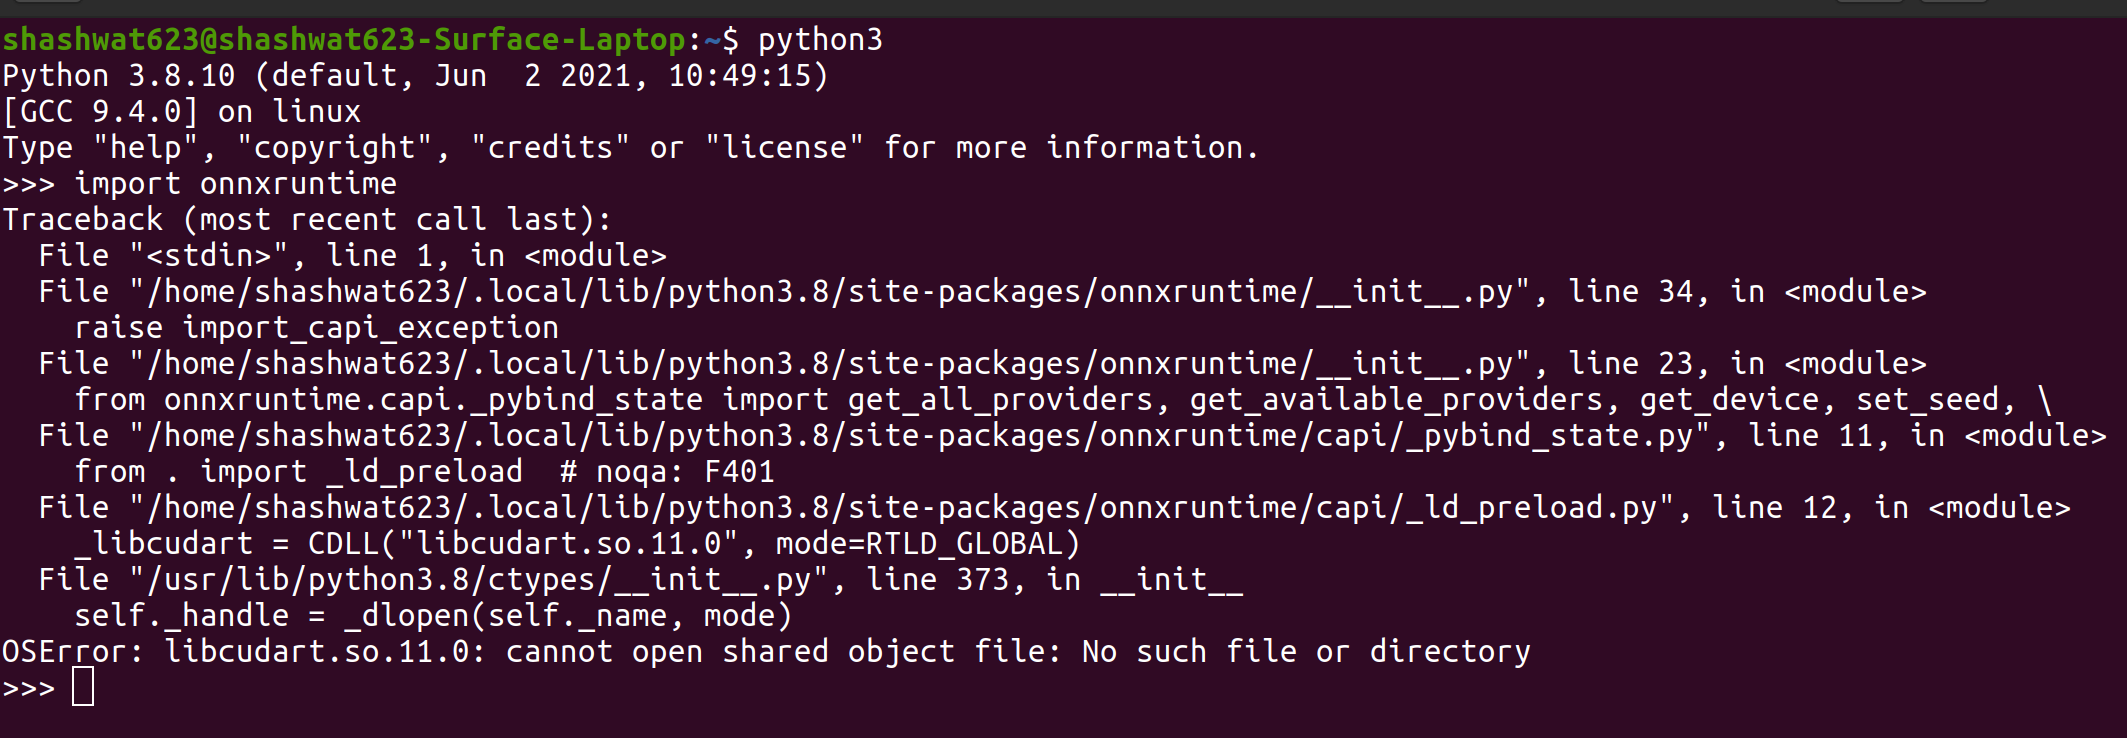 shashwat623@shashwat623-Surface-Laptop:~$ python3
Python 3.8.10 (default, Jun  2 2021, 10:49:15)
[GCC 9.4.0] on linux
Type "help", "copyright", "credits" or "license" for more information.
>>> import onnxruntime
Traceback (most recent call last):
  File "<stdin>", line 1, in <module>
  File "/home/shashwat623/.local/lib/python3.8/site-packages/onnxruntime/__init__.py", line 34, in <module>
    raise import_capi_exception
  File "/home/shashwat623/.local/lib/python3.8/site-packages/onnxruntime/__init__.py", line 23, in <module>
    from onnxruntime.capi._pybind_state import get_all_providers, get_available_providers, get_device, set_seed, \
  File "/home/shashwat623/.local/lib/python3.8/site-packages/onnxruntime/capi/_pybind_state.py", line 11, in <module>
    from . import _ld_preload  # noqa: F401
  File "/home/shashwat623/.local/lib/python3.8/site-packages/onnxruntime/capi/_ld_preload.py", line 12, in <module>
    _libcudart = CDLL("libcudart.so.11.0", mode=RTLD_GLOBAL)
  File "/usr/lib/python3.8/ctypes/__init__.py", line 373, in __init__
    self._handle = _dlopen(self._name, mode)
OSError: libcudart.so.11.0: cannot open shared object file: No such file or directory
>>>